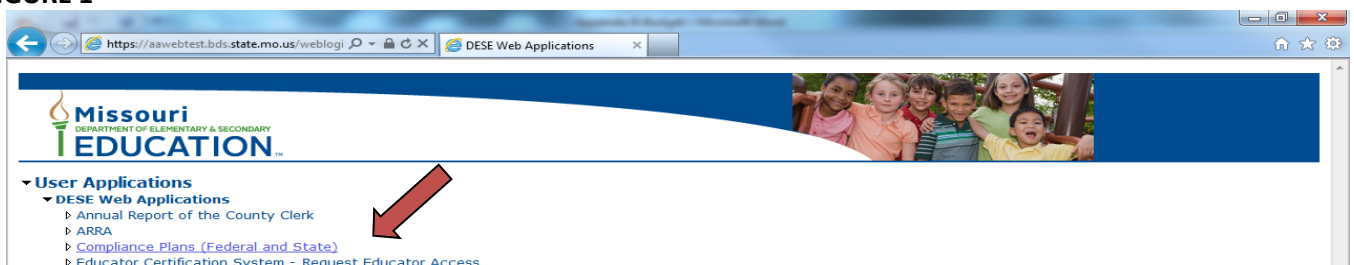 https://aawebtest.bds.state.mo.us/weblogi
DESE Web Applications
Missouri
DEPARTMENT OF ELEMENTARY & SECONDARY
EDUCATION
User Applications
DESE Web Applications
Annual Report of the County Clerk
ARRA
Compliance Plans (Federal and State)
Educator Certification System - Request Educator Access